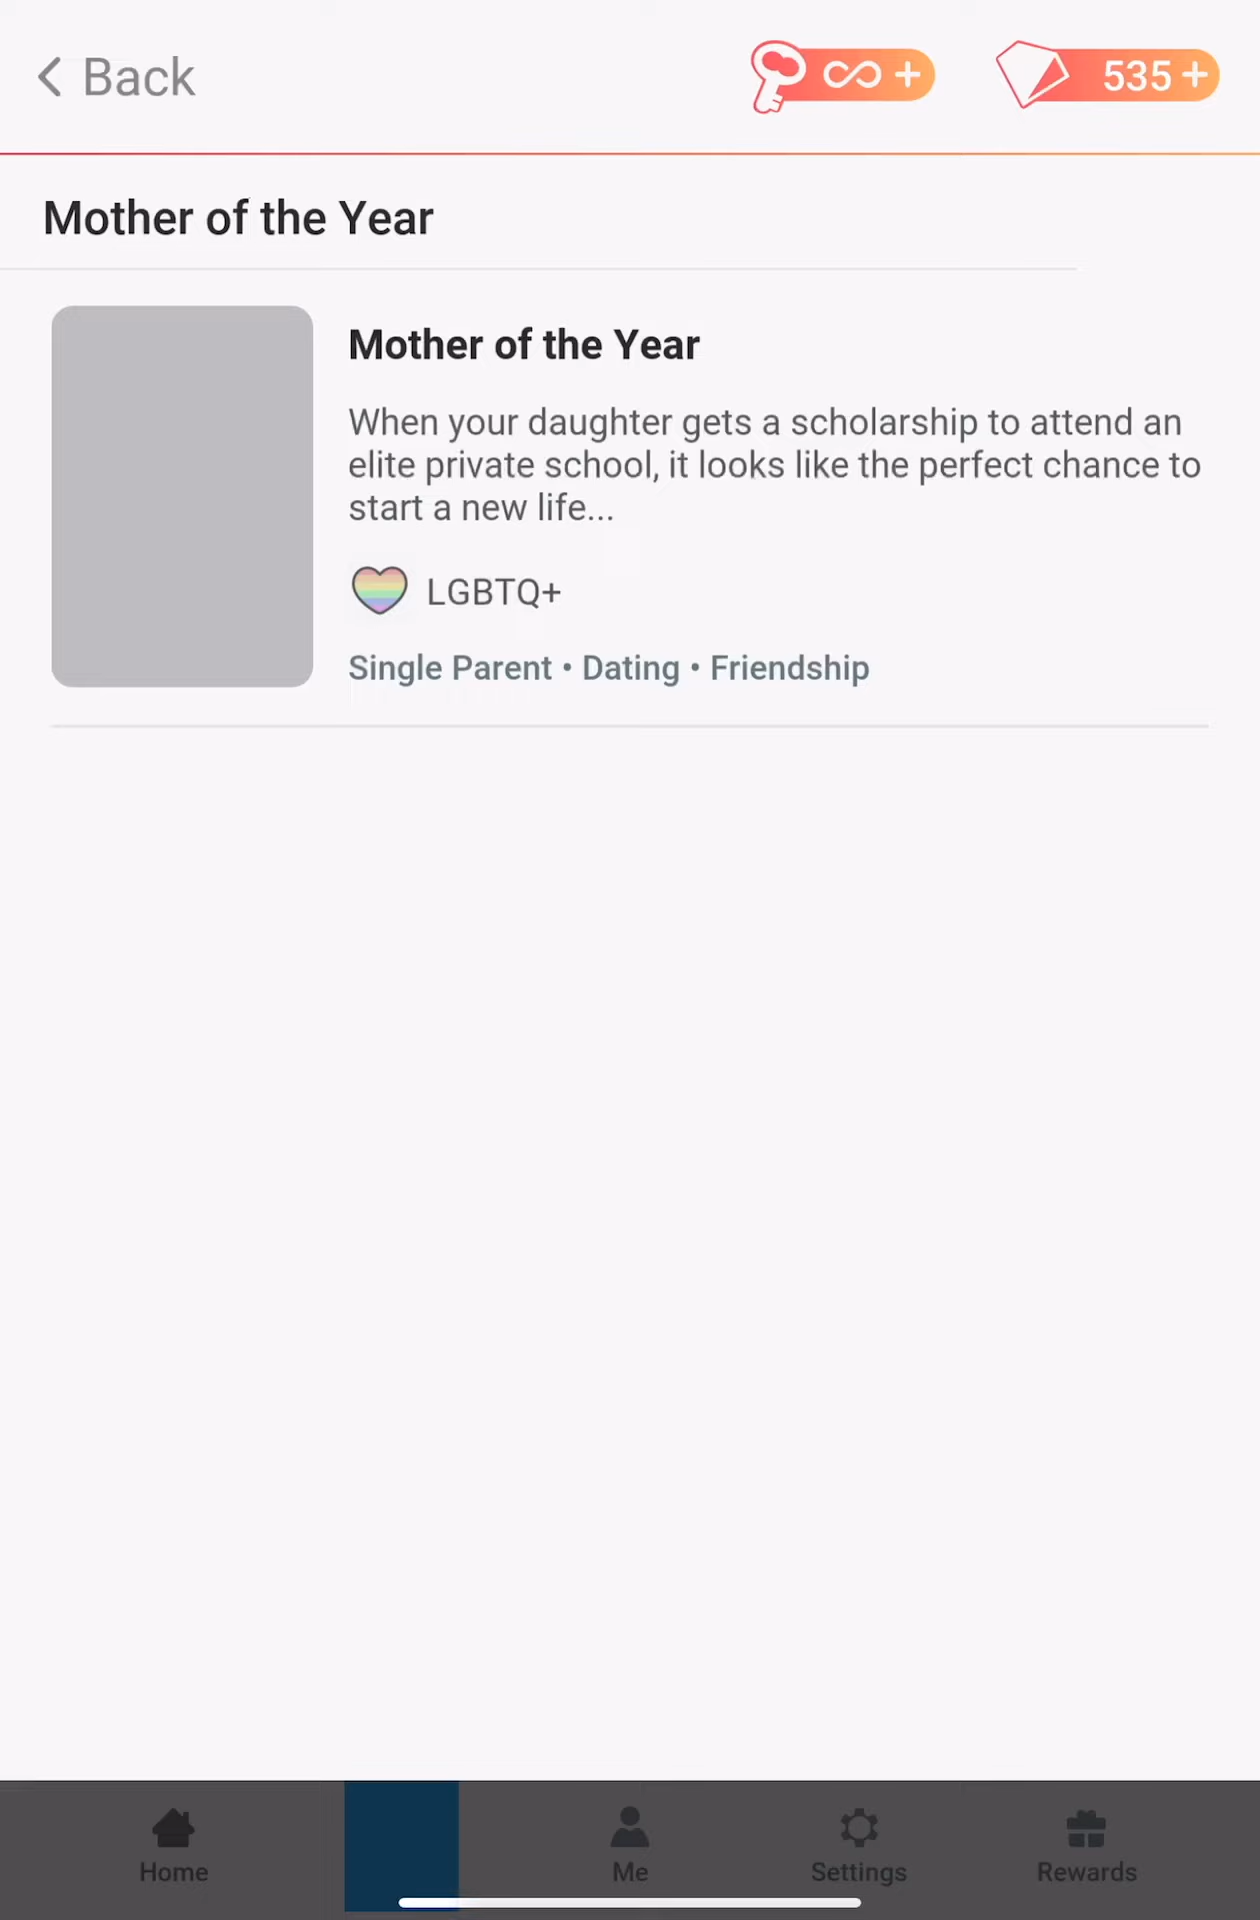 Back
∞ +
535 +
Mother of the Year
Mother of the Year
When your daughter gets a scholarship to attend an
elite private school, it looks like the perfect chance to
start a new life...
LGBTQ+
Single Parent • Dating • Friendship
Home
Me
Settings
Rewards